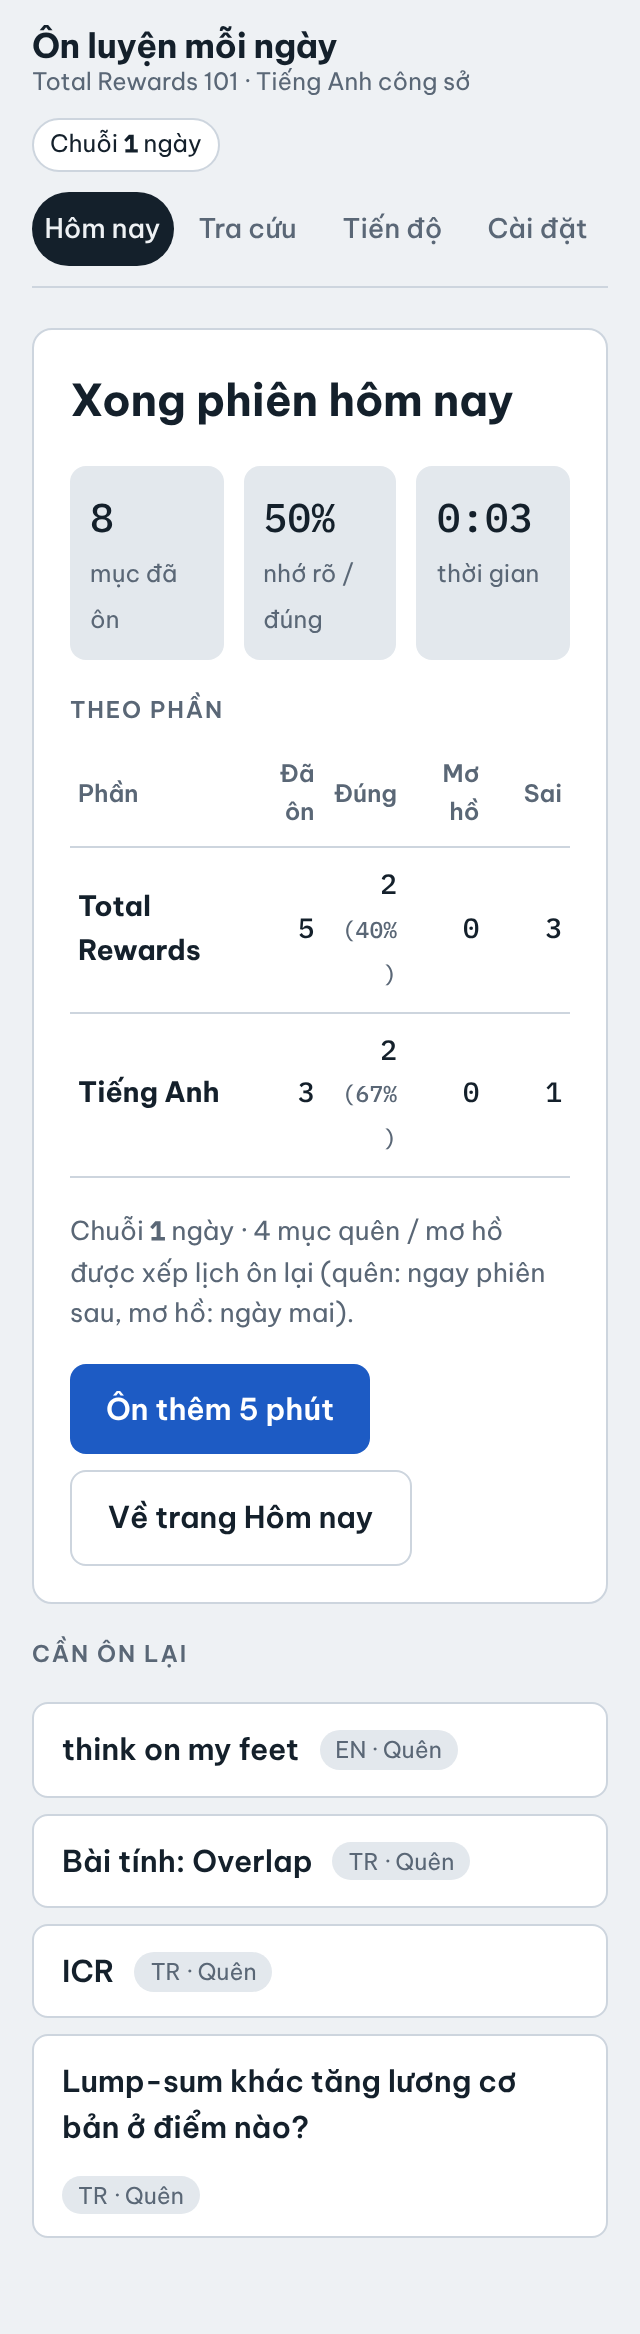 Ôn luyện mỗi ngày
Total Rewards 101 · Tiếng Anh công sở
Chuỗi 1 ngày
Hôm nay Tra cứu Tiến độ Cài đặt
Xong phiên hôm nay
8 50% 0:03
mục đã nhớ rõ / thời gian
ôn đúng
THEO PHẦN
Phần Đã ôn Đúng Mơ hồ Sai
Total Rewards 5 2 (40%) 0 3
Tiếng Anh 3 2 (67%) 0 1
Chuỗi 1 ngày · 4 mục quên / mơ hồ
được xếp lịch ôn lại (quên: ngay phiên
sau, mơ hồ: ngày mai).
Ôn thêm 5 phút
Về trang Hôm nay
CẦN ÔN LẠI
think on my feet EN · Quên
Bài tính: Overlap TR · Quên
ICR TR · Quên
Lump-sum khác tăng lương cơ
bản ở điểm nào?
TR · Quên